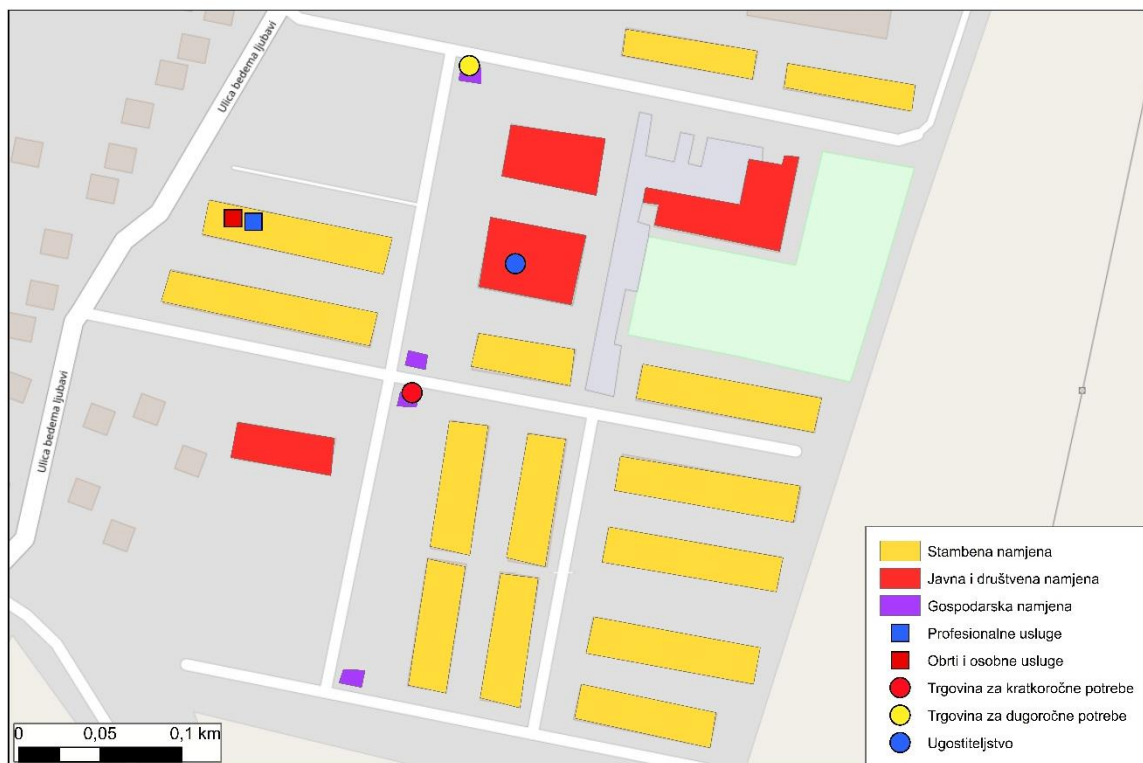 Ulica bedema ljubavi
Ulica bedema ljubavi
Stambena namjena
Javna i društvena namjena
Gospodarska namjena
Profesionalne usluge
Obrti i osobne usluge
Trgovina za kratkoročne potrebe
Trgovina za dugoročne potrebe
Ugostiteljstvo
0 0,05 0,1 km